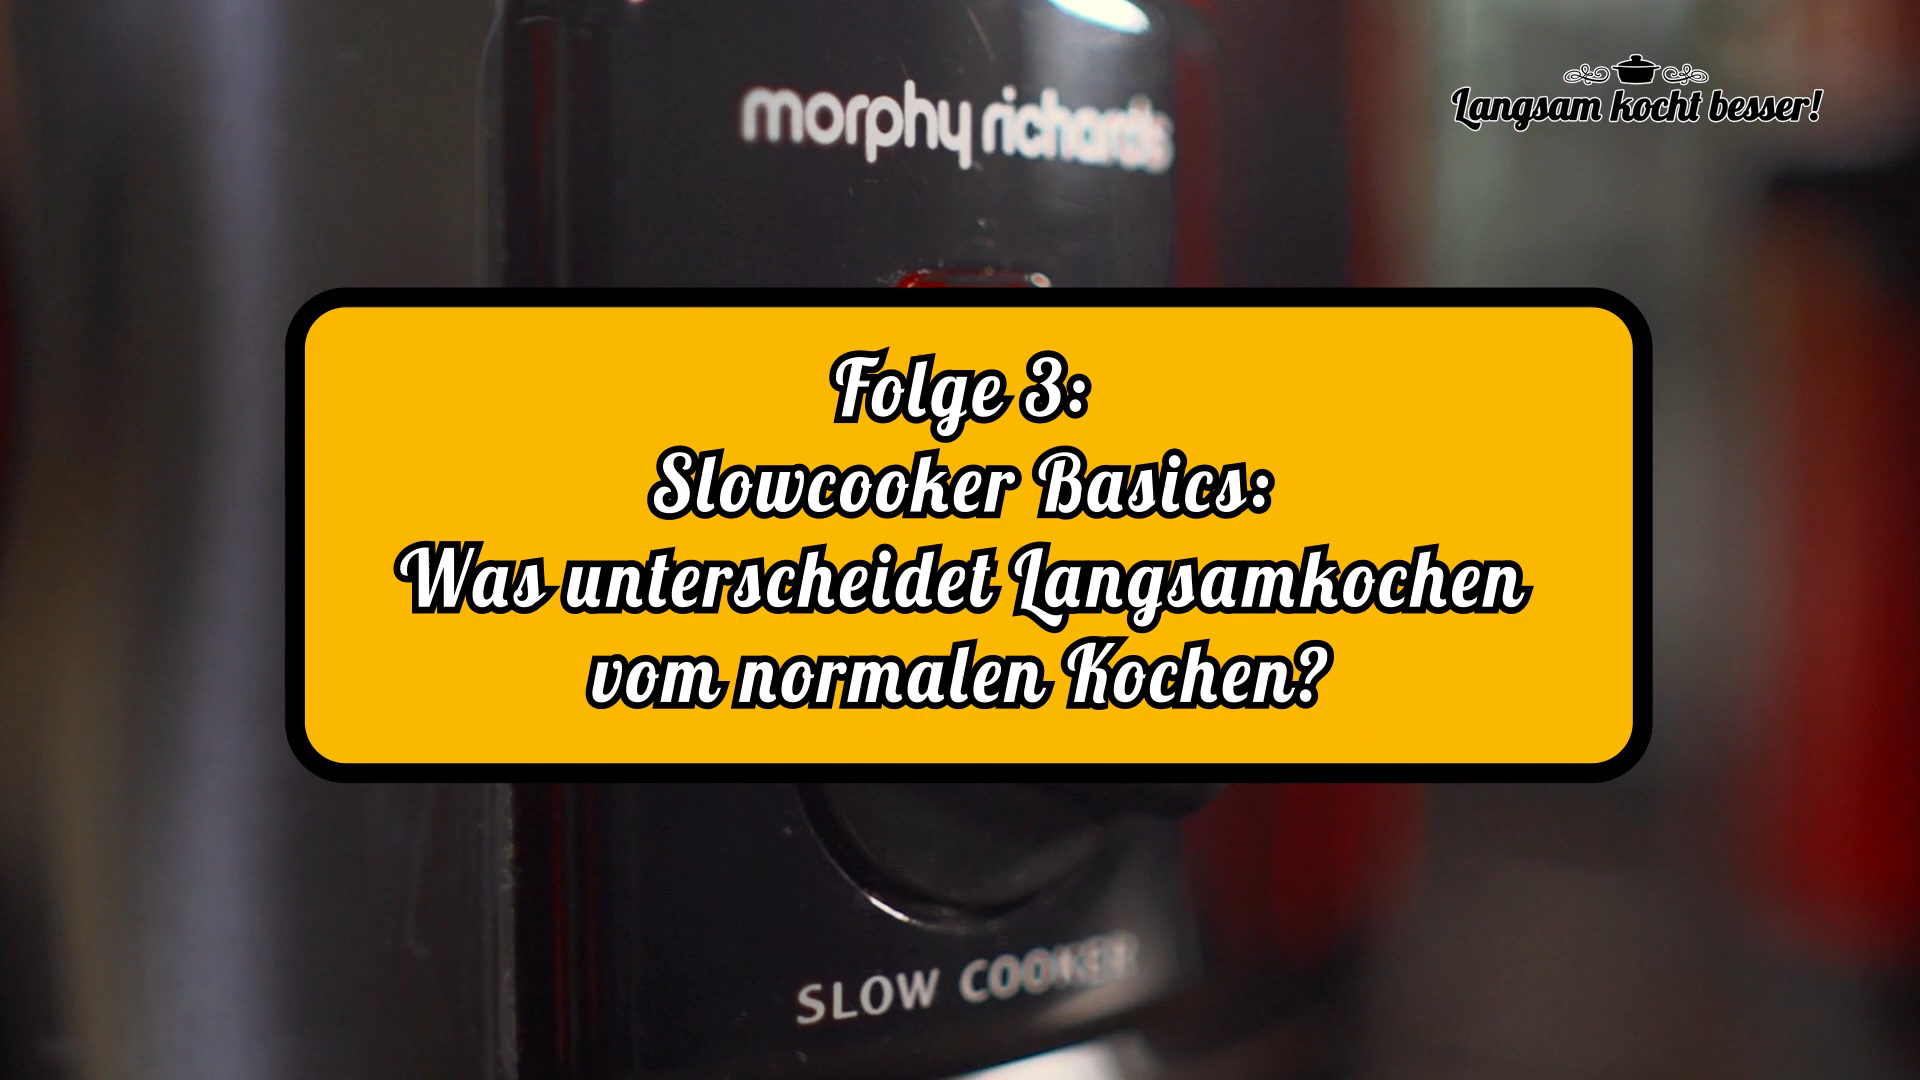 morphy richards
Langsam kocht besser!
Folge 3:
Slowcooker Basics:
Was unterscheidet Langsamkochen
vom normalen Kochen?
SLOW COOKER